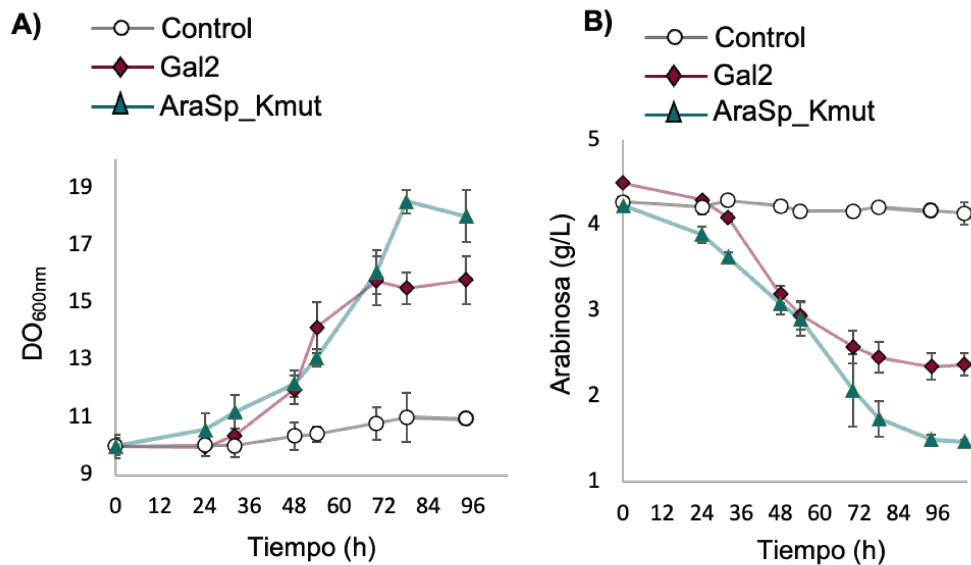 A)
Control
Gal2
AraSp_Kmut
19
17
15
13
11
9
DO600nm
0 12 24 36 48 60 72 84 96
Tiempo (h)
B)
Control
Gal2
AraSp_Kmut
5
4
3
2
1
Arabinosa (g/L)
0 12 24 36 48 60 72 84 96
Tiempo (h)